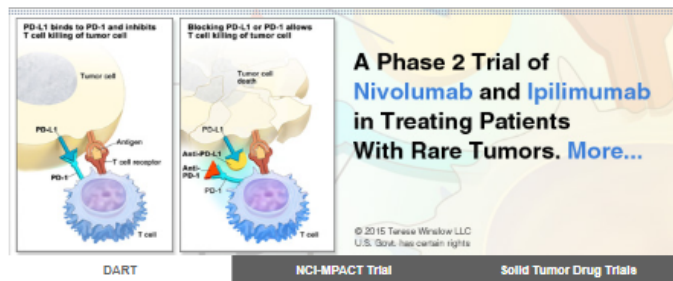 PD-L1 binds to PD-1 and inhibits
T cell killing of tumor cell
Tumor cell
PD-L1
Antigen
T cell receptor
PD-1
T cell
Blocking PD-L1 or PD-1 allows
T cell killing of tumor cell
Tumor cell
death
PD-L1
Anti-PD-L1
Anti-
PD-1
PD-1
T cell
A Phase 2 Trial of
Nivolumab and Ipilimumab
in Treating Patients
With Rare Tumors. More...
© 2015 Terese Winslow LLC
U.S. Govt. has certain rights
DART
NCI-MPACT Trial
Solid Tumor Drug Trials